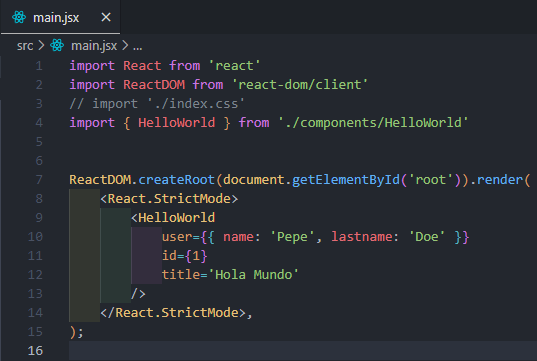 main.jsx ×
src > main.jsx > ...
1 import React from 'react'
2 import ReactDOM from 'react-dom/client'
3 // import './index.css'
4 import { HelloWorld } from './components/HelloWorld'
5
6
7 ReactDOM.createRoot(document.getElementById('root')).render(
8 <React.StrictMode>
9 <HelloWorld
10 user={{ name: 'Pepe', lastname: 'Doe' }}
11 id={1}
12 title='Hola Mundo'
13 />
14 </React.StrictMode>,
15 );
16